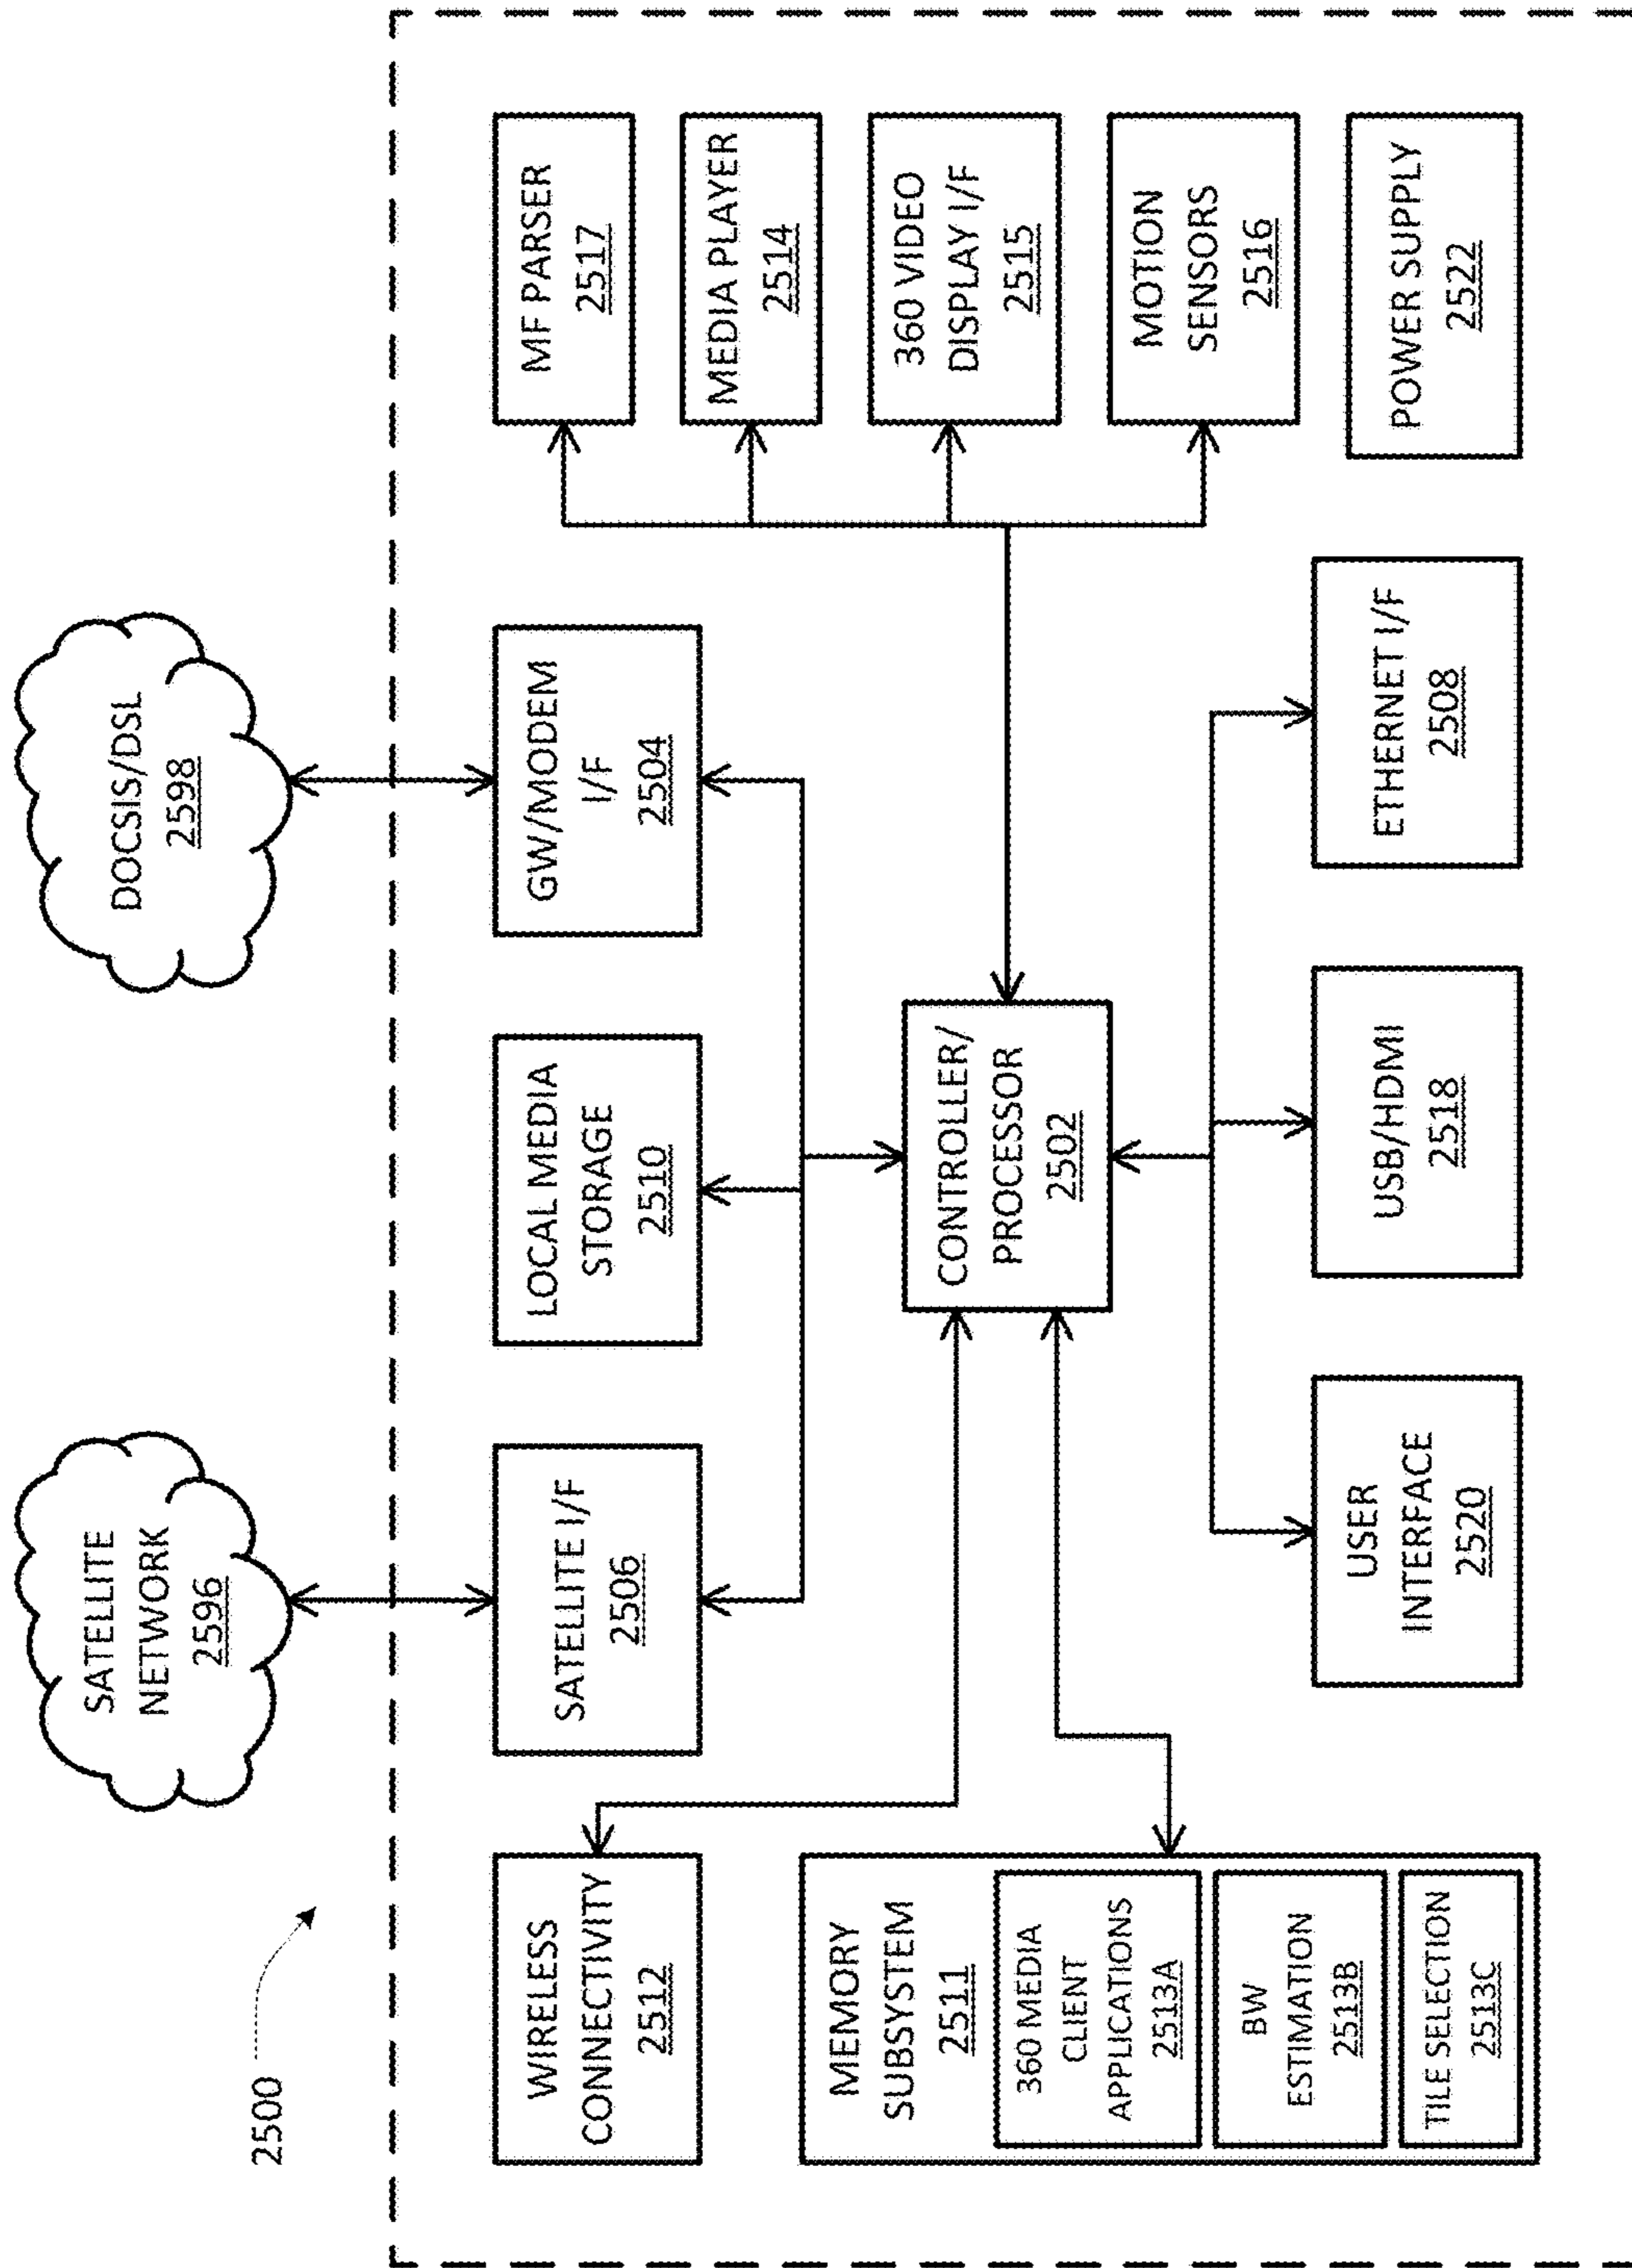 2500
SATELLITE
NETWORK
2596
DOCSIS/DSL
2598
WIRELESS
CONNECTIVITY
2512
SATELLITE I/F
2506
LOCAL MEDIA
STORAGE
2510
GW/MODEM
I/F
2504
MF PARSER
2517
MEDIA PLAYER
2514
360 VIDEO
DISPLAY I/F
2515
MOTION
SENSORS
2516
POWER SUPPLY
2522
MEMORY
SUBSYSTEM
2511
360 MEDIA
CLIENT
APPLICATIONS
2513A
BW
ESTIMATION
2513B
TILE SELECTION
2513C
CONTROLLER/
PROCESSOR
2502
USER
INTERFACE
2520
USB/HDMI
2518
ETHERNET I/F
2508